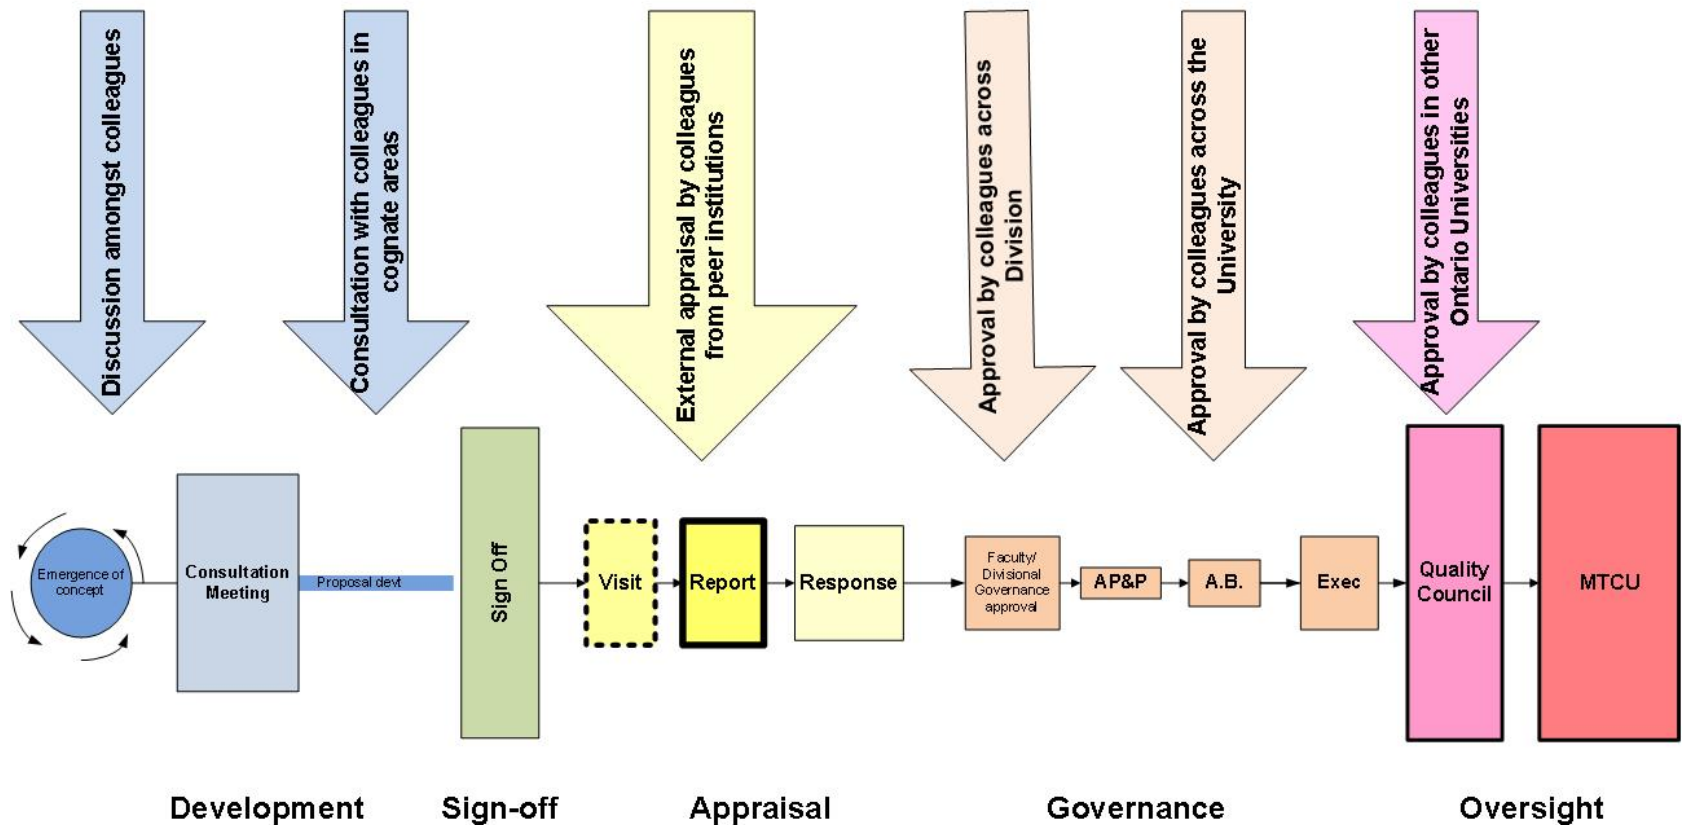 Discussion amongst colleagues
Consultation with colleagues in
cognate areas
External appraisal by colleagues
from peer institutions
Approval by colleagues across
Division
Approval by colleagues across the
University
Approval by colleagues in other
Ontario Universities
Emergence of
concept
Consultation
Meeting
Proposal devt
Sign Off
Visit
Report
Response
Faculty/
Divisional
Governance
approval
AP&P
A.B.
Exec
Quality
Council
MTCU
Development
Sign-off
Appraisal
Governance
Oversight